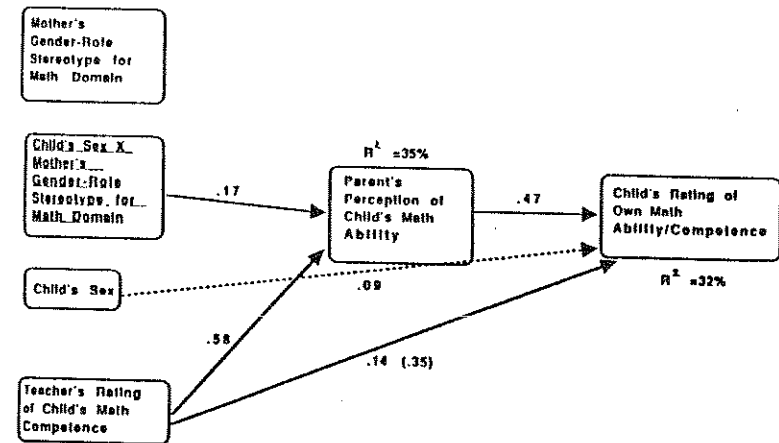 Mother's
Gender-Role
Stereotype for
Math Domain
Child's Sex X
Mother's
Gender-Role
Stereotype for
Math Domain
.17
R² =35%
Parent's
Perception of
Child's Math
Ability
.47
Child's Rating of
Own Math
Ability/Competence
R² =32%
Child's Sex
.09
.58
.14 (.35)
Teacher's Rating
of Child's Math
Competence